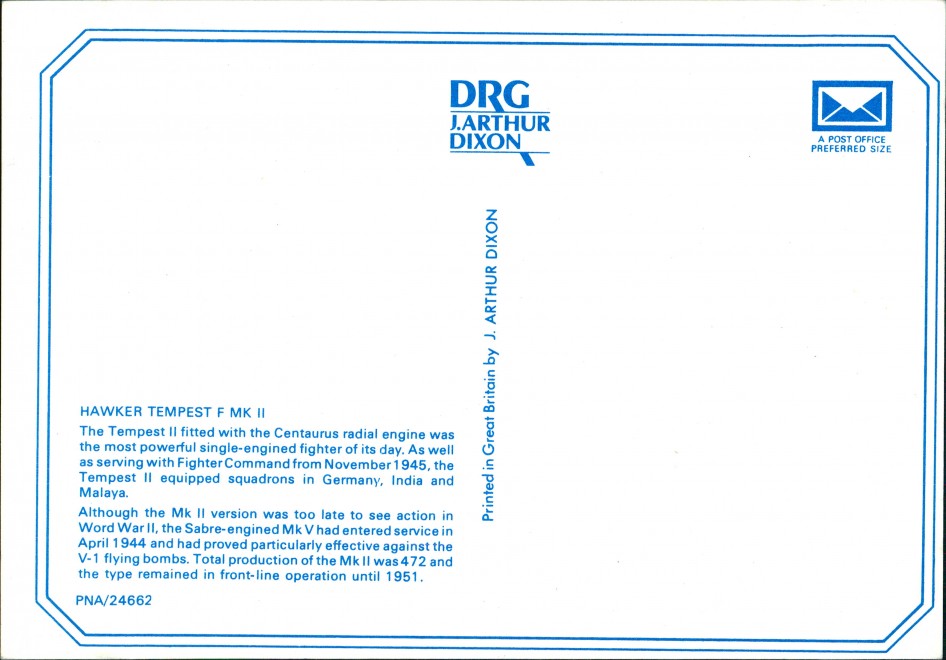 DRG
J.ARTHUR
DIXON
A POST OFFICE
PREFERRED SIZE
Printed in Great Britain by J. ARTHUR DIXON
HAWKER TEMPEST F MK II
The Tempest II fitted with the Centaurus radial engine was
the most powerful single-engined fighter of its day. As well
as serving with Fighter Command from November 1945, the
Tempest II equipped squadrons in Germany, India and
Malaya.
Although the Mk II version was too late to see action in
Word War II, the Sabre-engined Mk V had entered service in
April 1944 and had proved particularly effective against the
V-1 flying bombs. Total production of the Mk II was 472 and
the type remained in front-line operation until 1951.
PNA/24662